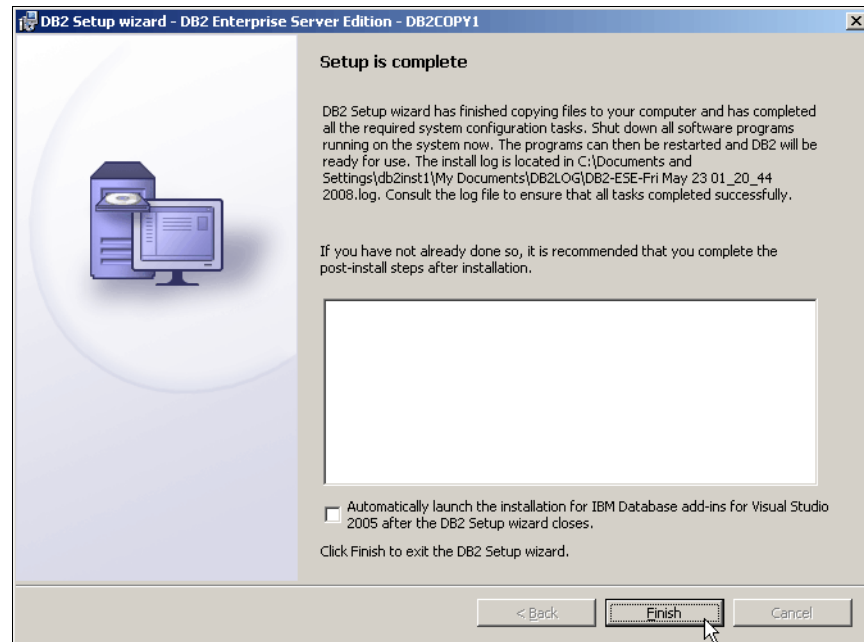 DB2 Setup wizard - DB2 Enterprise Server Edition - DB2COPY1
Setup is complete
DB2 Setup wizard has finished copying files to your computer and has completed
all the required system configuration tasks. Shut down all software programs
running on the system now. The programs can then be restarted and DB2 will be
ready for use. The install log is located in C:\Documents and
Settings\db2inst1\My Documents\DB2LOG\DB2-ESE-Fri May 23 01_20_44
2008.log. Consult the log file to ensure that all tasks completed successfully.
If you have not already done so, it is recommended that you complete the
post-install steps after installation.
Automatically launch the installation for IBM Database add-ins for Visual Studio
2005 after the DB2 Setup wizard closes.
Click Finish to exit the DB2 Setup wizard.
< Back Finish Cancel